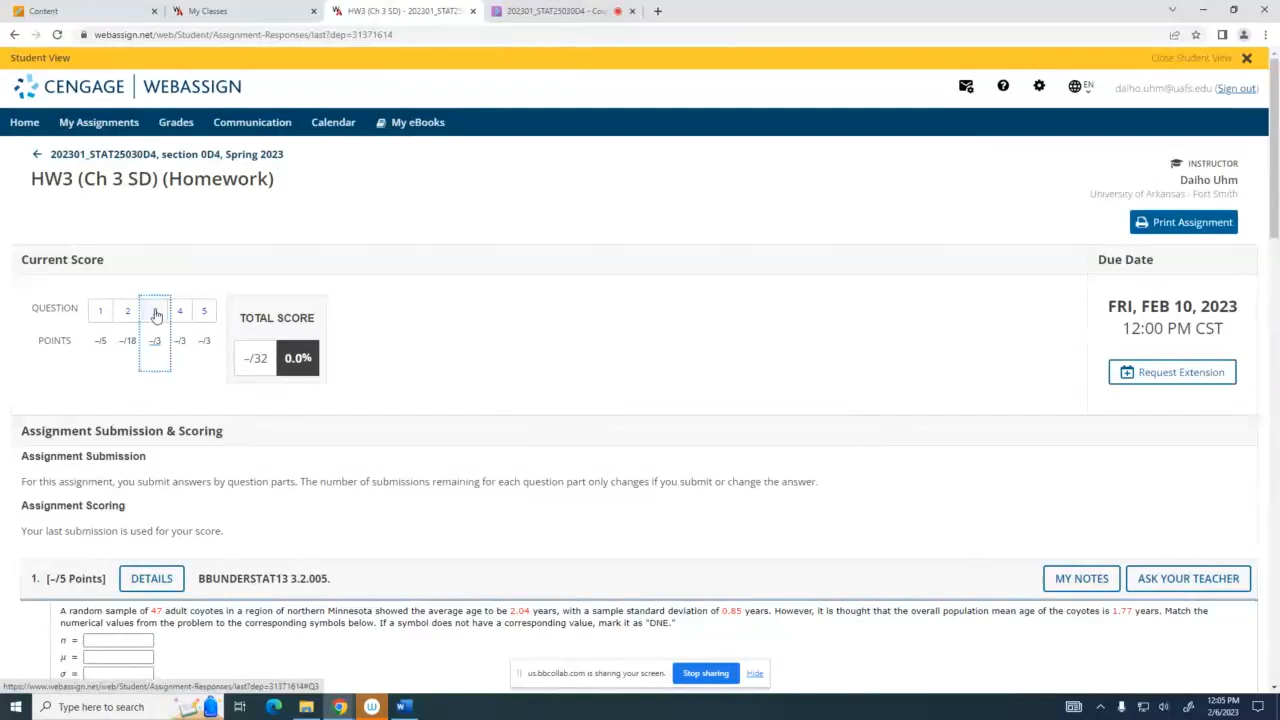 Content
My Classes
HW3 (Ch 3 SD) - 202301_STAT25
202301_STAT25030D4 - Cou
webassign.net/web/Student/Assignment-Responses/last?dep=31371614
Student View
Close Student View
CENGAGE | WEBASSIGN
EN
daiho.uhm@uafs.edu (Sign out)
Home
My Assignments
Grades
Communication
Calendar
My eBooks
202301_STAT25030D4, section 0D4, Spring 2023
HW3 (Ch 3 SD) (Homework)
INSTRUCTOR
Daiho Uhm
University of Arkansas - Fort Smith
Print Assignment
Current Score
Due Date
QUESTION
1 2 4 5
POINTS
–/5 –/18 –/3 –/3 –/3
TOTAL SCORE
–/32 0.0%
FRI, FEB 10, 2023
12:00 PM CST
Request Extension
Assignment Submission & Scoring
Assignment Submission
For this assignment, you submit answers by question parts. The number of submissions remaining for each question part only changes if you submit or change the answer.
Assignment Scoring
Your last submission is used for your score.
1. [–/5 Points] DETAILS BBUNDERSTAT13 3.2.005. MY NOTES ASK YOUR TEACHER
A random sample of 47 adult coyotes in a region of northern Minnesota showed the average age to be 2.04 years, with a sample standard deviation of 0.85 years. However, it is thought that the overall population mean age of the coyotes is 1.77 years. Match the
numerical values from the problem to the corresponding symbols below. If a symbol does not have a corresponding value, mark it as "DNE."
n =
μ =
σ =
us.bbcollab.com is sharing your screen. Stop sharing Hide
https://www.webassign.net/web/Student/Assignment-Responses/last?dep=31371614#Q3
Type here to search
12:05 PM
2/6/2023